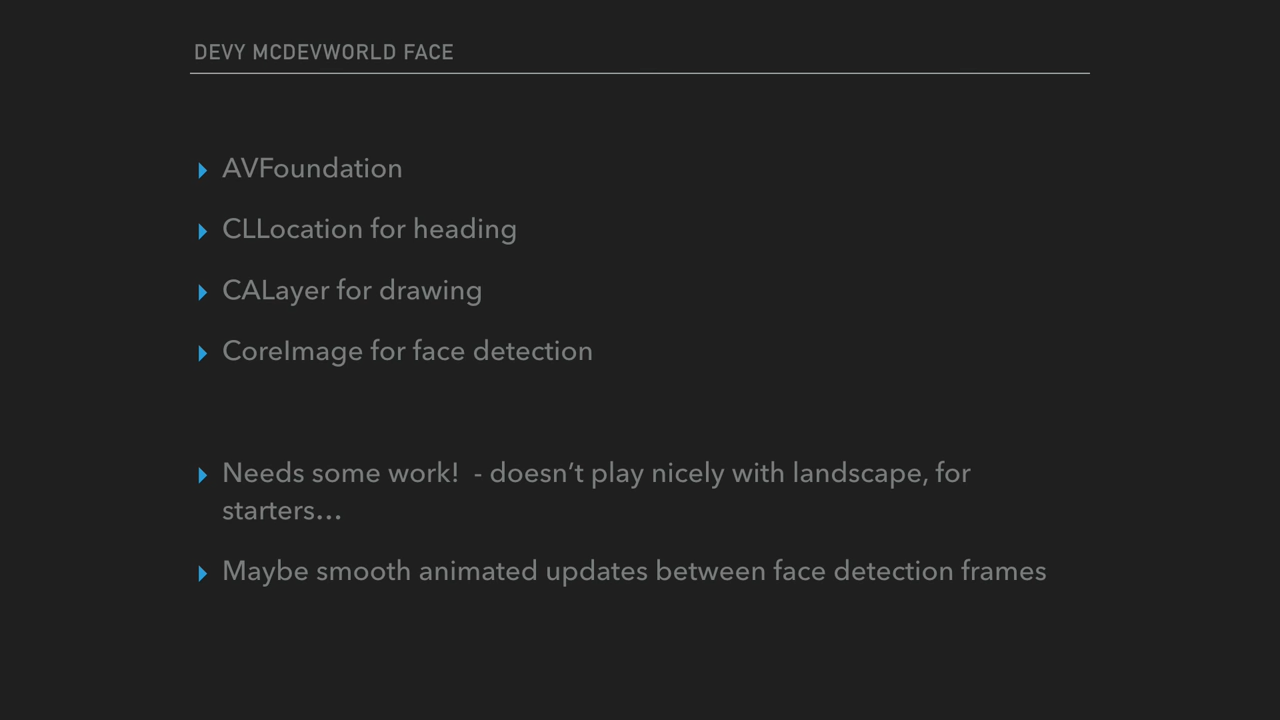 DEVY MCDEVWORLD FACE
AVFoundation
CLLocation for heading
CALayer for drawing
CoreImage for face detection
Needs some work!  - doesn’t play nicely with landscape, for
starters…
Maybe smooth animated updates between face detection frames